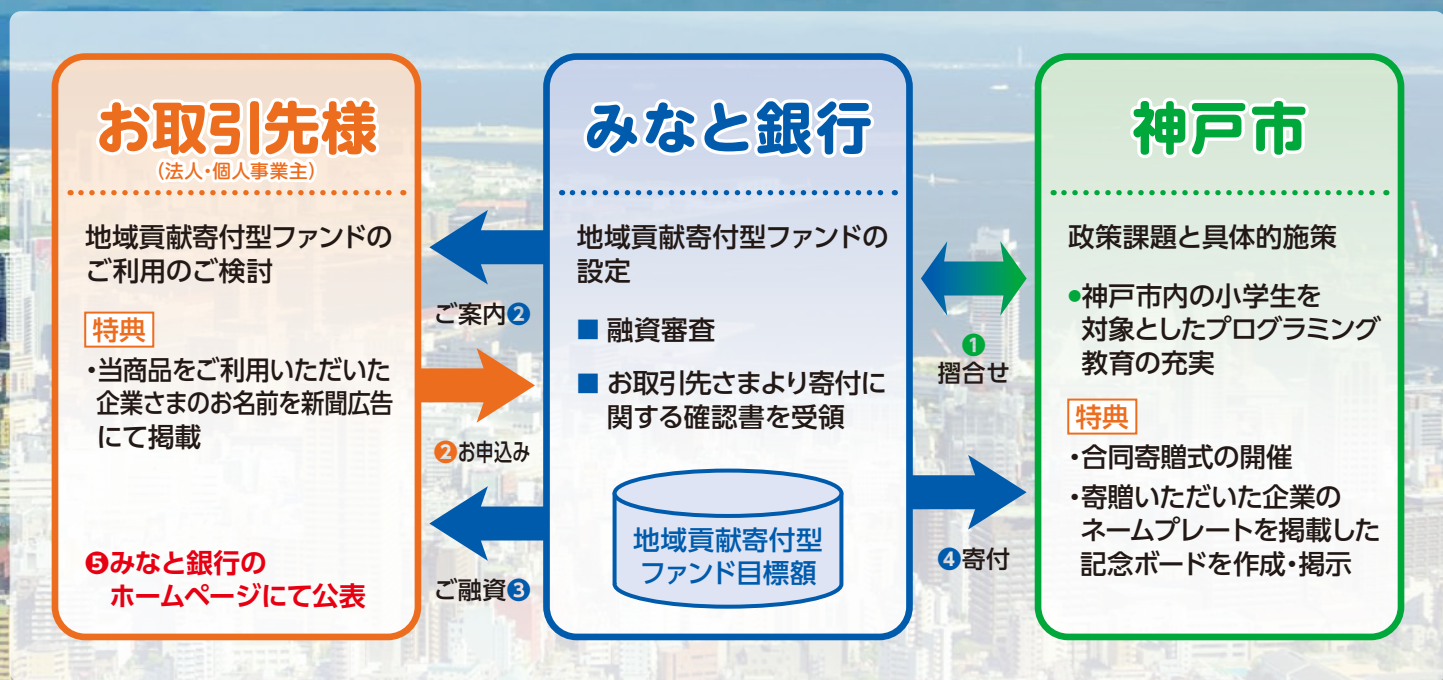 お取引先様
（法人・個人事業主）
地域貢献寄付型ファンドの
ご利用のご検討
特典
・当商品をご利用いただいた
企業さまのお名前を新聞広告
にて掲載
❺みなと銀行の
ホームページにて公表
ご案内❷
❷お申込み
ご融資❸
みなと銀行
地域貢献寄付型ファンドの
設定
■ 融資審査
■ お取引先さまより寄付に
関する確認書を受領
地域貢献寄付型
ファンド目標額
❶
摺合せ
❹寄付
神戸市
政策課題と具体的施策
●神戸市内の小学生を
対象としたプログラミング
教育の充実
特典
・合同寄贈式の開催
・寄贈いただいた企業の
ネームプレートを掲載した
記念ボードを作成・掲示